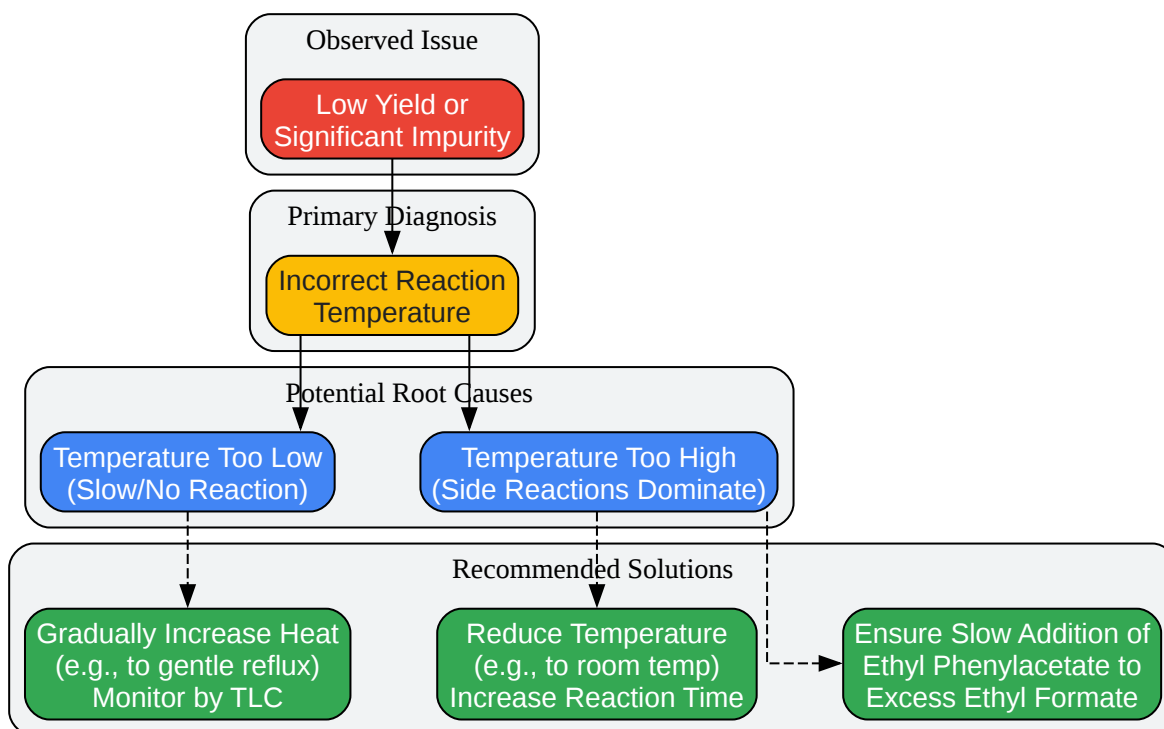 Observed Issue
Low Yield or
Significant Impurity
Primary Diagnosis
Incorrect Reaction
Temperature
Potential Root Causes
Temperature Too Low
(Slow/No Reaction)
Temperature Too High
(Side Reactions Dominate)
Recommended Solutions
Gradually Increase Heat
(e.g., to gentle reflux)
Monitor by TLC
Reduce Temperature
(e.g., to room temp)
Increase Reaction Time
Ensure Slow Addition of
Ethyl Phenylacetate to
Excess Ethyl Formate